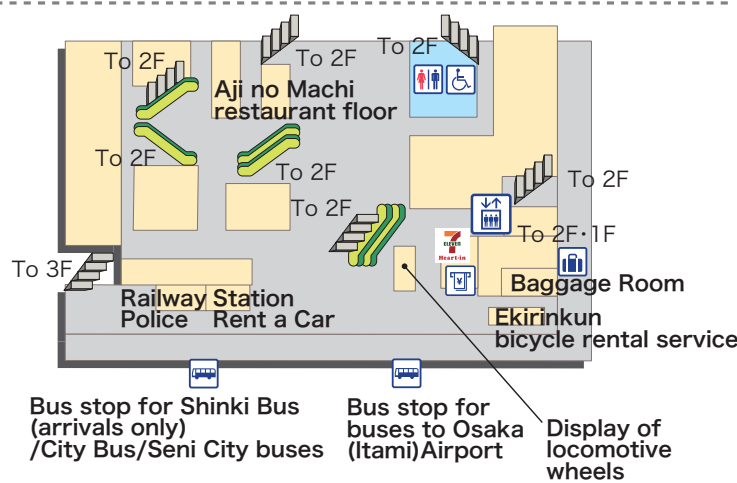 To 2F
To 2F
To 2F
Aji no Machi
restaurant floor
To 2F
To 2F
To 2F
To 2F
To 2F･1F
7
ELEVEN
Heart-in
To 3F
¥
Baggage Room
Railway Station
Police
Rent a Car
Ekirinkun
bicycle rental service
Bus stop for Shinki Bus
(arrivals only)
/City Bus/Seni City buses
Bus stop for
buses to Osaka
(Itami)Airport
Display of
locomotive
wheels